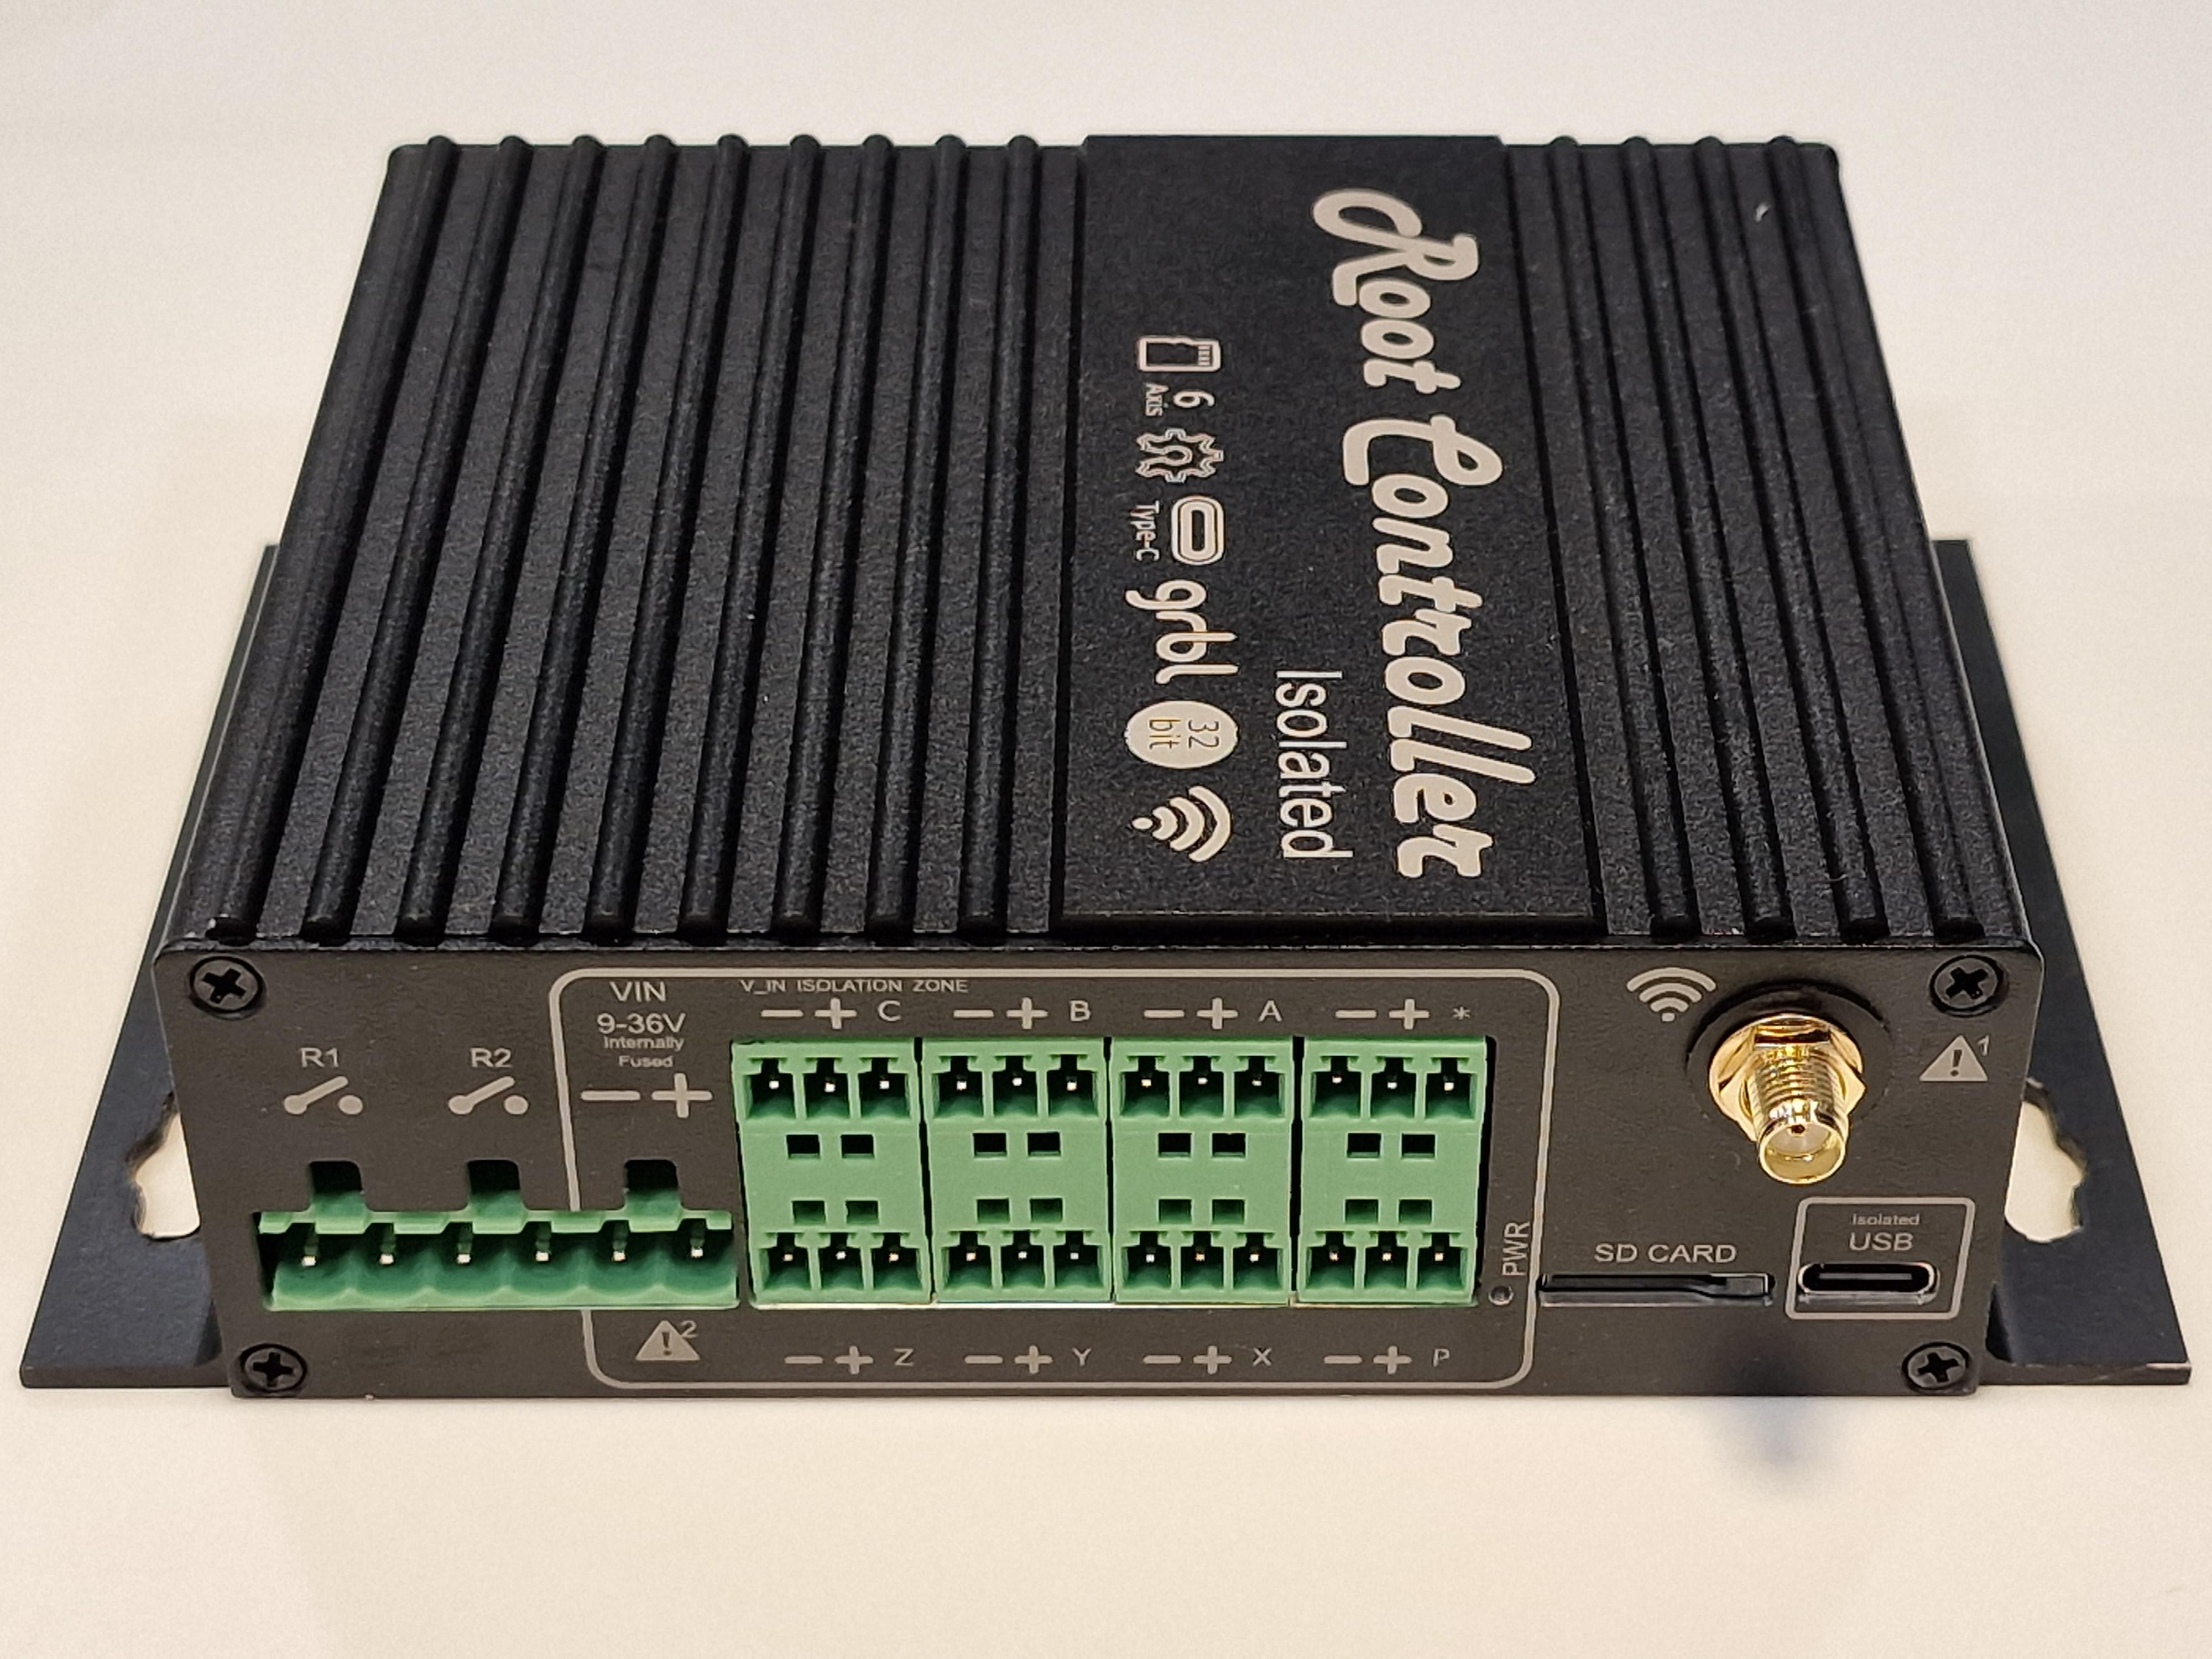 Root Controller
Isolated
6
Axis
Type-C
grbl
32
bit
R1
R2
VIN
9-36V
Internally
Fused
− +
V_IN ISOLATION ZONE
− + C
− + B
− + A
− + *
2
− + Z
− + Y
− + X
− + P
PWR
SD CARD
1
Isolated
USB